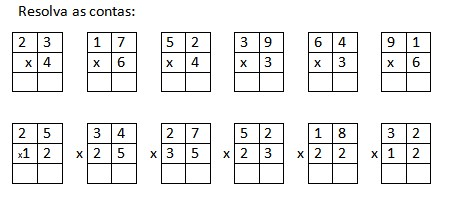 Resolva as contas:
2 3 1 7 5 2 3 9 6 4 9 1
x 4 x 6 x 4 x 3 x 3 x 6
2 5 3 4 2 7 5 2 1 8 3 2
x1 2 x 2 5 x 3 5 x 2 3 x 2 2 x 1 2